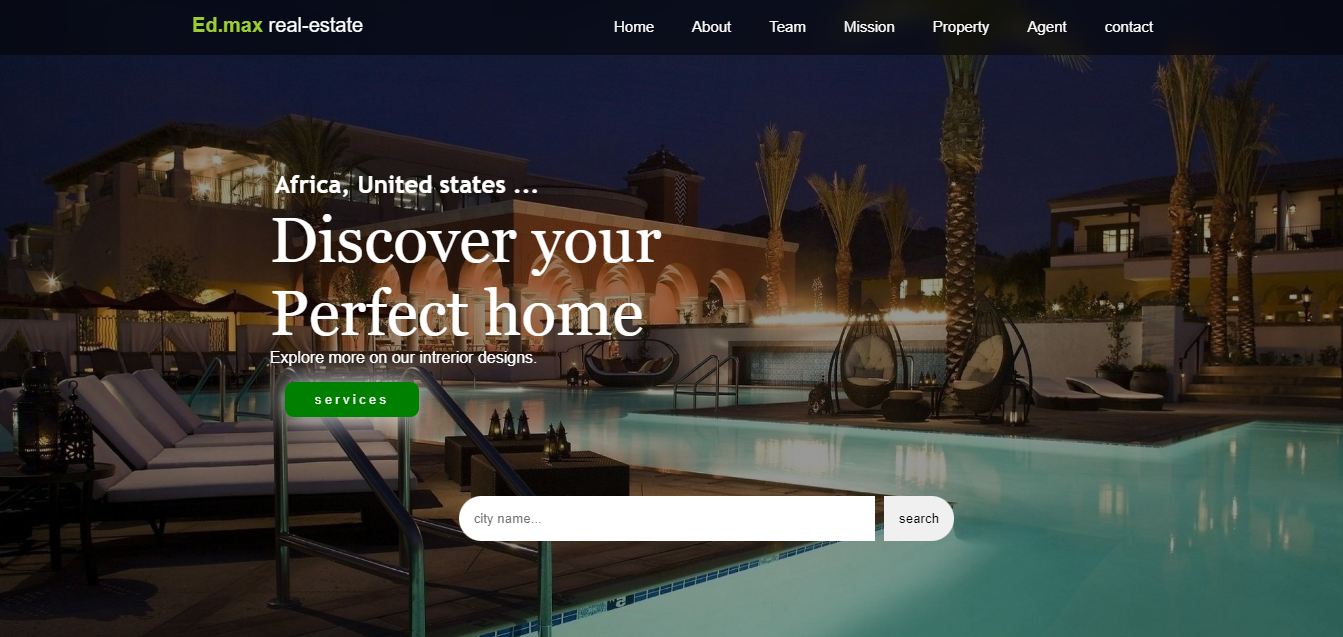 Ed.max real-estate
Home About Team Mission Property Agent contact
Africa, United states ...
Discover your
Perfect home
Explore more on our intrerior designs.
services
city name...
search